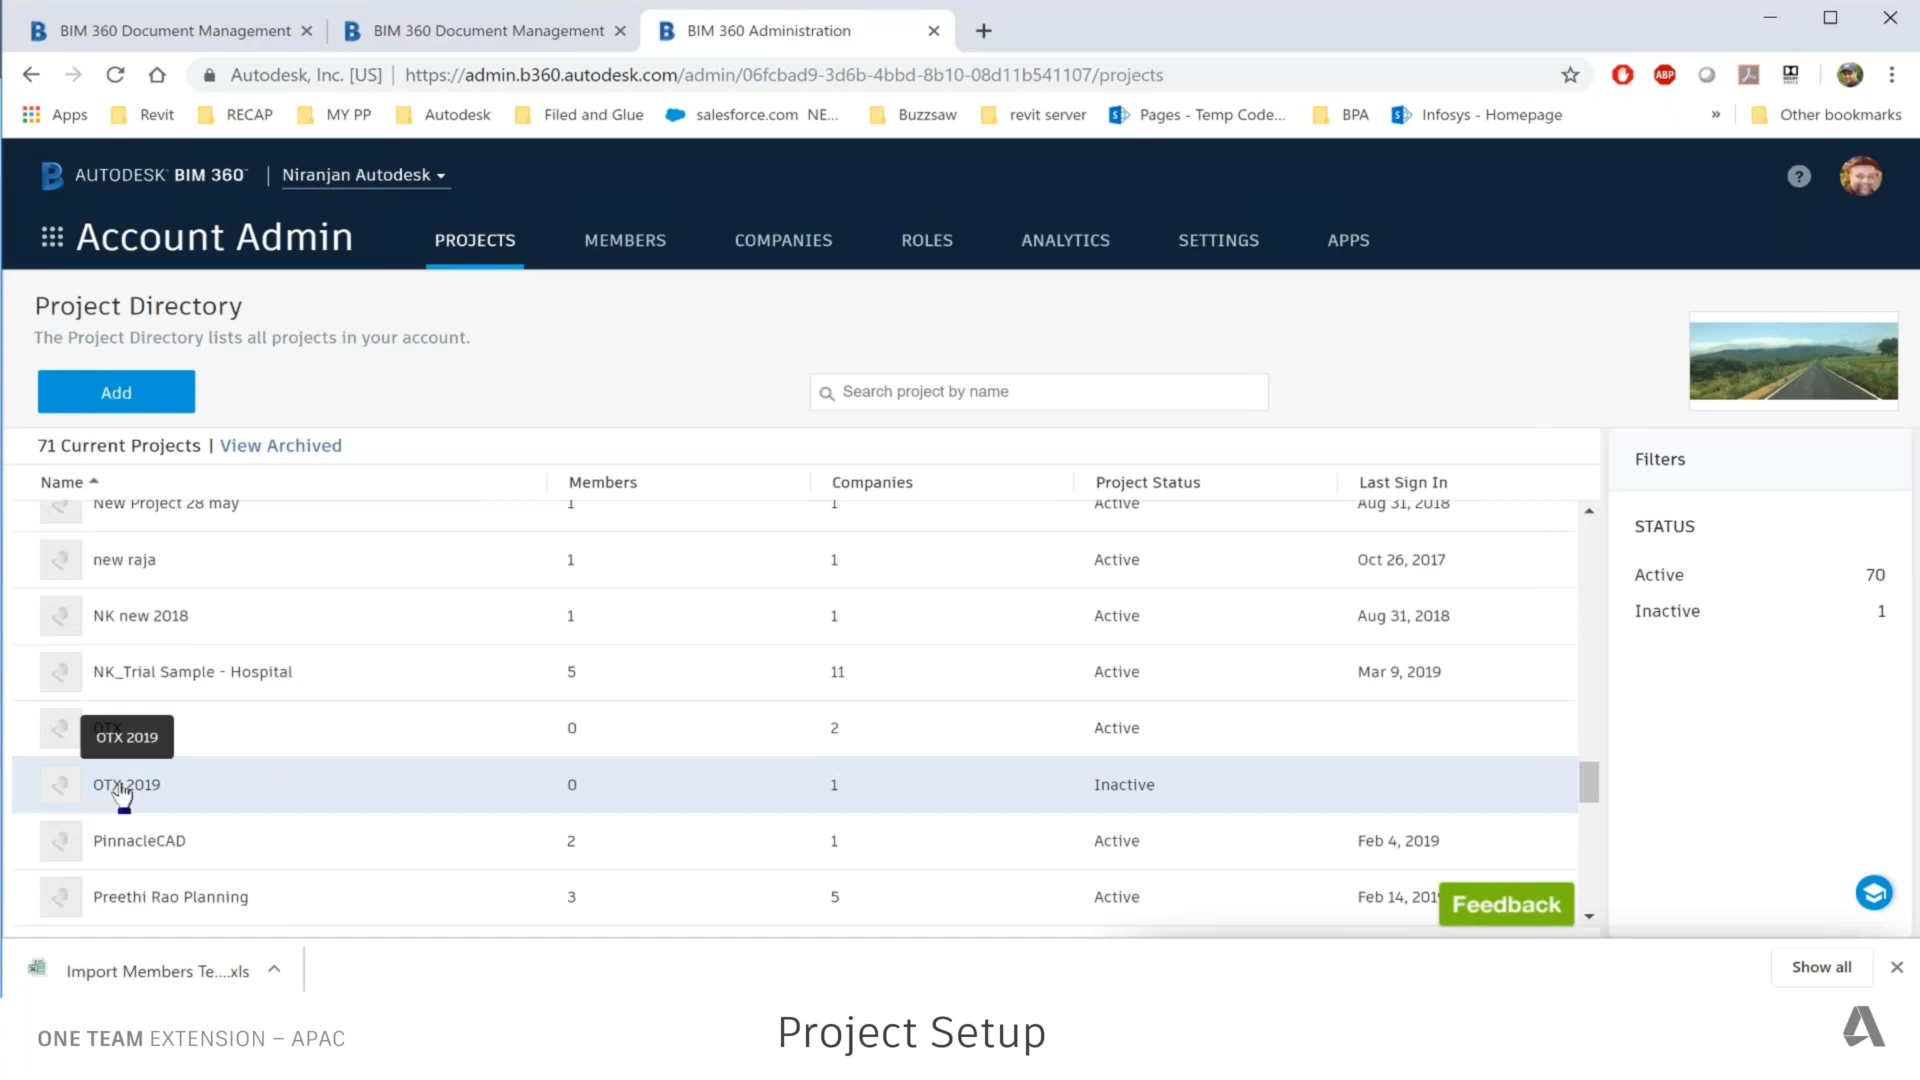 BIM 360 Document Management
BIM 360 Document Management
BIM 360 Administration
Autodesk, Inc. [US] | https://admin.b360.autodesk.com/admin/06fcbad9-3d6b-4bbd-8b10-08d11b541107/projects
ABP
Apps
Revit
RECAP
MY PP
Autodesk
Filed and Glue
salesforce.com NE...
Buzzsaw
revit server
Pages - Temp Code...
BPA
Infosys - Homepage
»
Other bookmarks
AUTODESK BIM 360
Niranjan Autodesk
?
Account Admin
PROJECTS
MEMBERS
COMPANIES
ROLES
ANALYTICS
SETTINGS
APPS
Project Directory
The Project Directory lists all projects in your account.
Add
Search project by name
71 Current Projects | View Archived
Filters
Name Members Companies Project Status Last Sign In
New Project 28 may 1 1 Active Aug 31, 2018
STATUS
new raja 1 1 Active Oct 26, 2017
Active 70
NK new 2018 1 1 Active Aug 31, 2018
Inactive 1
NK_Trial Sample - Hospital 5 11 Active Mar 9, 2019
OTX 0 2 Active
OTX 2019
OTX 2019 0 1 Inactive
PinnacleCAD 2 1 Active Feb 4, 2019
Preethi Rao Planning 3 5 Active Feb 14, 201
Feedback
Import Members Te....xls
Show all
ONE TEAM EXTENSION – APAC
Project Setup